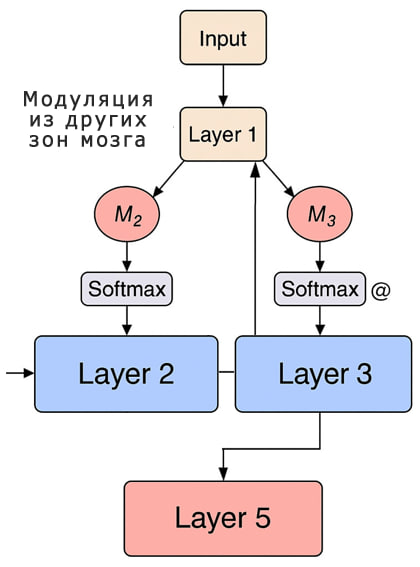 Input
Модуляция
из других
зон мозга
Layer 1
M₂
M₃
Softmax
Softmax @
Layer 2
Layer 3
Layer 5